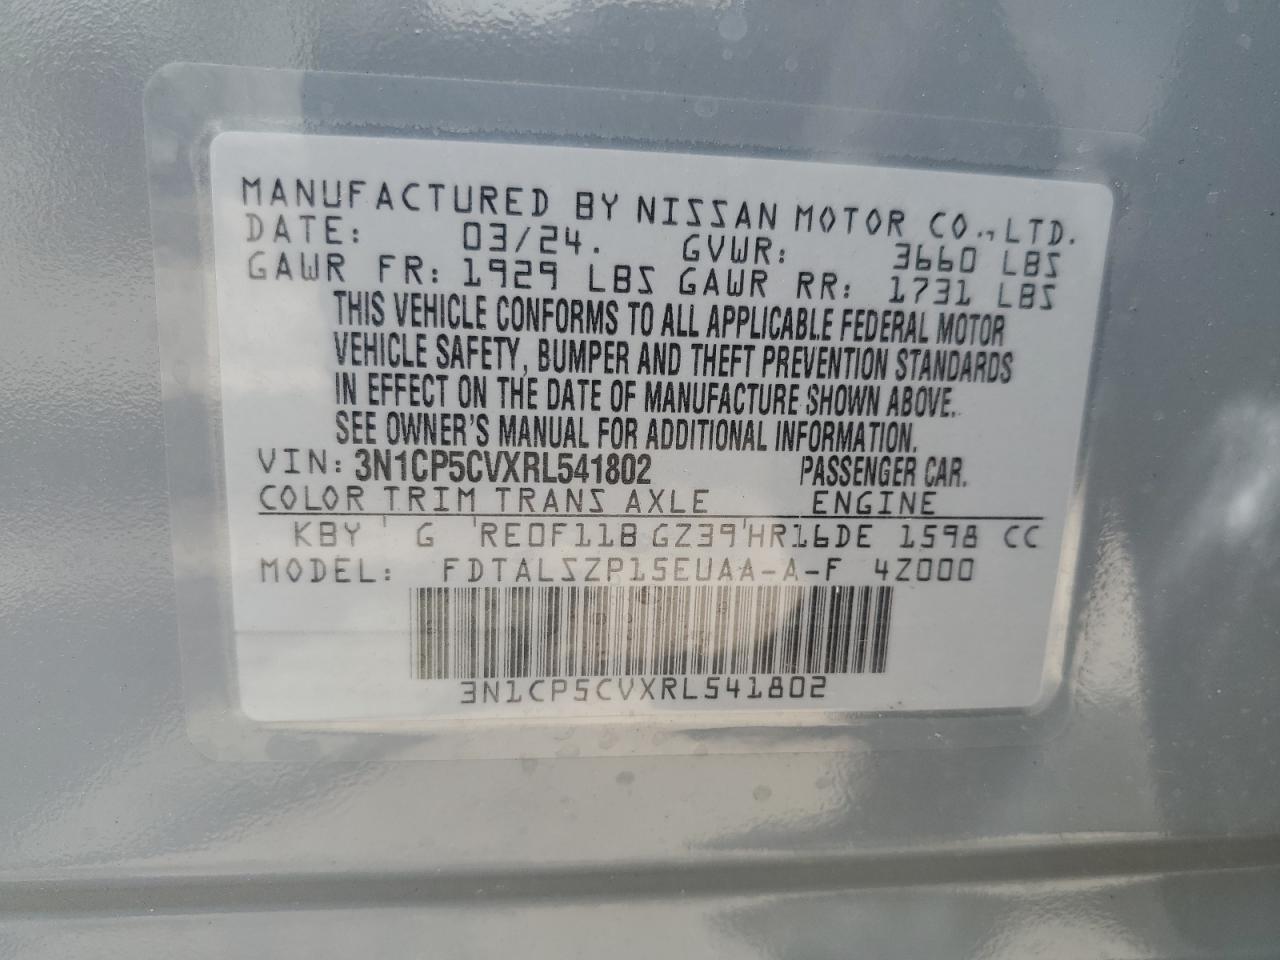 MANUFACTURED BY NISSAN MOTOR CO., LTD.
DATE: 03/24. GVWR: 3660 LBS
GAWR FR: 1929 LBS GAWR RR: 1731 LBS
THIS VEHICLE CONFORMS TO ALL APPLICABLE FEDERAL MOTOR
VEHICLE SAFETY, BUMPER AND THEFT PREVENTION STANDARDS
IN EFFECT ON THE DATE OF MANUFACTURE SHOWN ABOVE.
SEE OWNER'S MANUAL FOR ADDITIONAL INFORMATION.
VIN: 3N1CP5CVXRL541802 PASSENGER CAR.
COLOR TRIM TRANS AXLE ENGINE
KBY ' G 'RE0F11B GZ39'HR16DE 1598 CC
MODEL: FDTALSZP15EUAA-A-F 4Z000
3N1CP5CVXRL541802